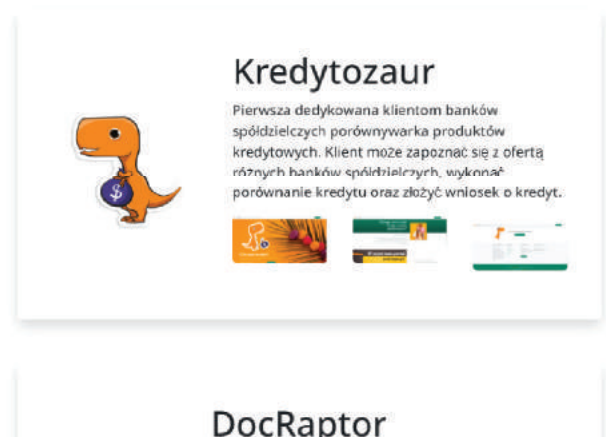 Kredytozaur
Pierwsza dedykowana klientom banków
spółdzielczych porównywarka produktów
kredytowych. Klient może zapoznać się z ofertą
różnych banków spółdzielczych, wykonać
porównanie kredytu oraz złożyć wniosek o kredyt.
$
DocRaptor